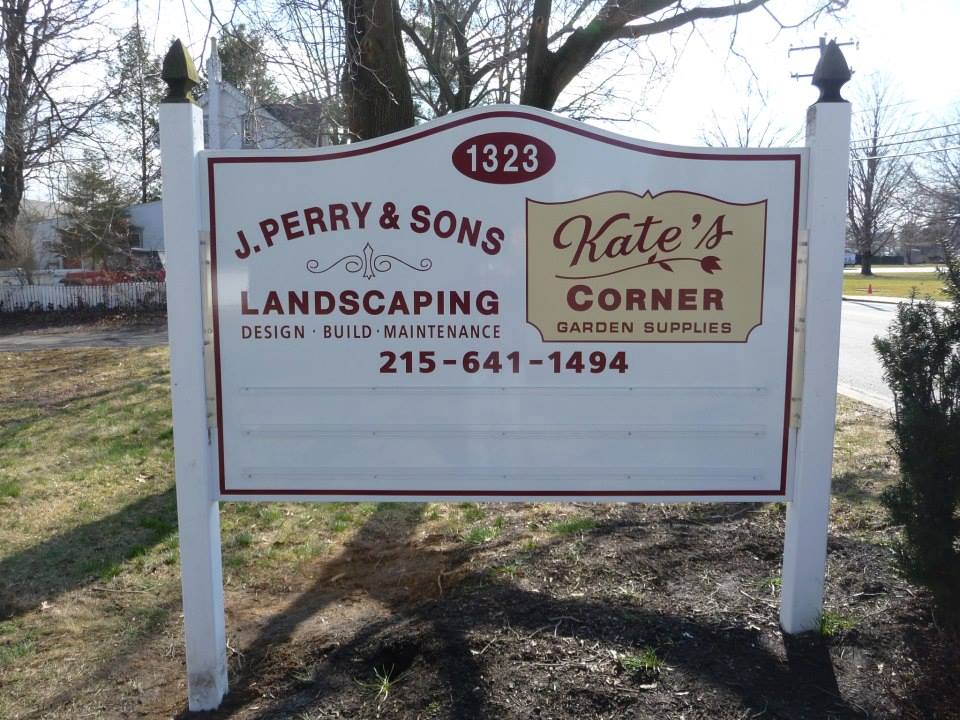 1323
J. PERRY & SONS
LANDSCAPING
DESIGN · BUILD · MAINTENANCE
Kate's
CORNER
GARDEN SUPPLIES
215-641-1494